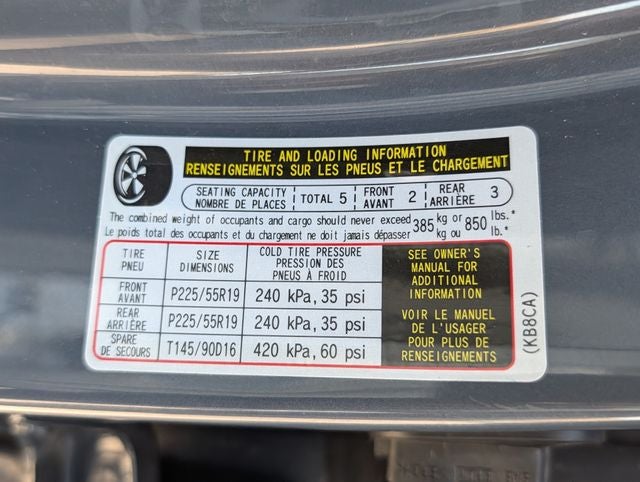 TIRE AND LOADING INFORMATION
RENSEIGNEMENTS SUR LES PNEUS ET LE CHARGEMENT
SEATING CAPACITY
NOMBRE DE PLACES
TOTAL 5
FRONT
AVANT
2
REAR
ARRIÈRE
3
The combined weight of occupants and cargo should never exceed 385 kg or 850 lbs.*
Le poids total des occupants et du chargement ne doit jamais dépasser kg ou lb.*
TIRE
PNEU
SIZE
DIMENSIONS
COLD TIRE PRESSURE
PRESSION DES
PNEUS À FROID
FRONT
AVANT
P225/55R19
240 kPa, 35 psi
REAR
ARRIÈRE
P225/55R19
240 kPa, 35 psi
SPARE
DE SECOURS
T145/90D16
420 kPa, 60 psi
SEE OWNER'S
MANUAL FOR
ADDITIONAL
INFORMATION
VOIR LE MANUEL
DE L'USAGER
POUR PLUS DE
RENSEIGNEMENTS
(KB8CA)